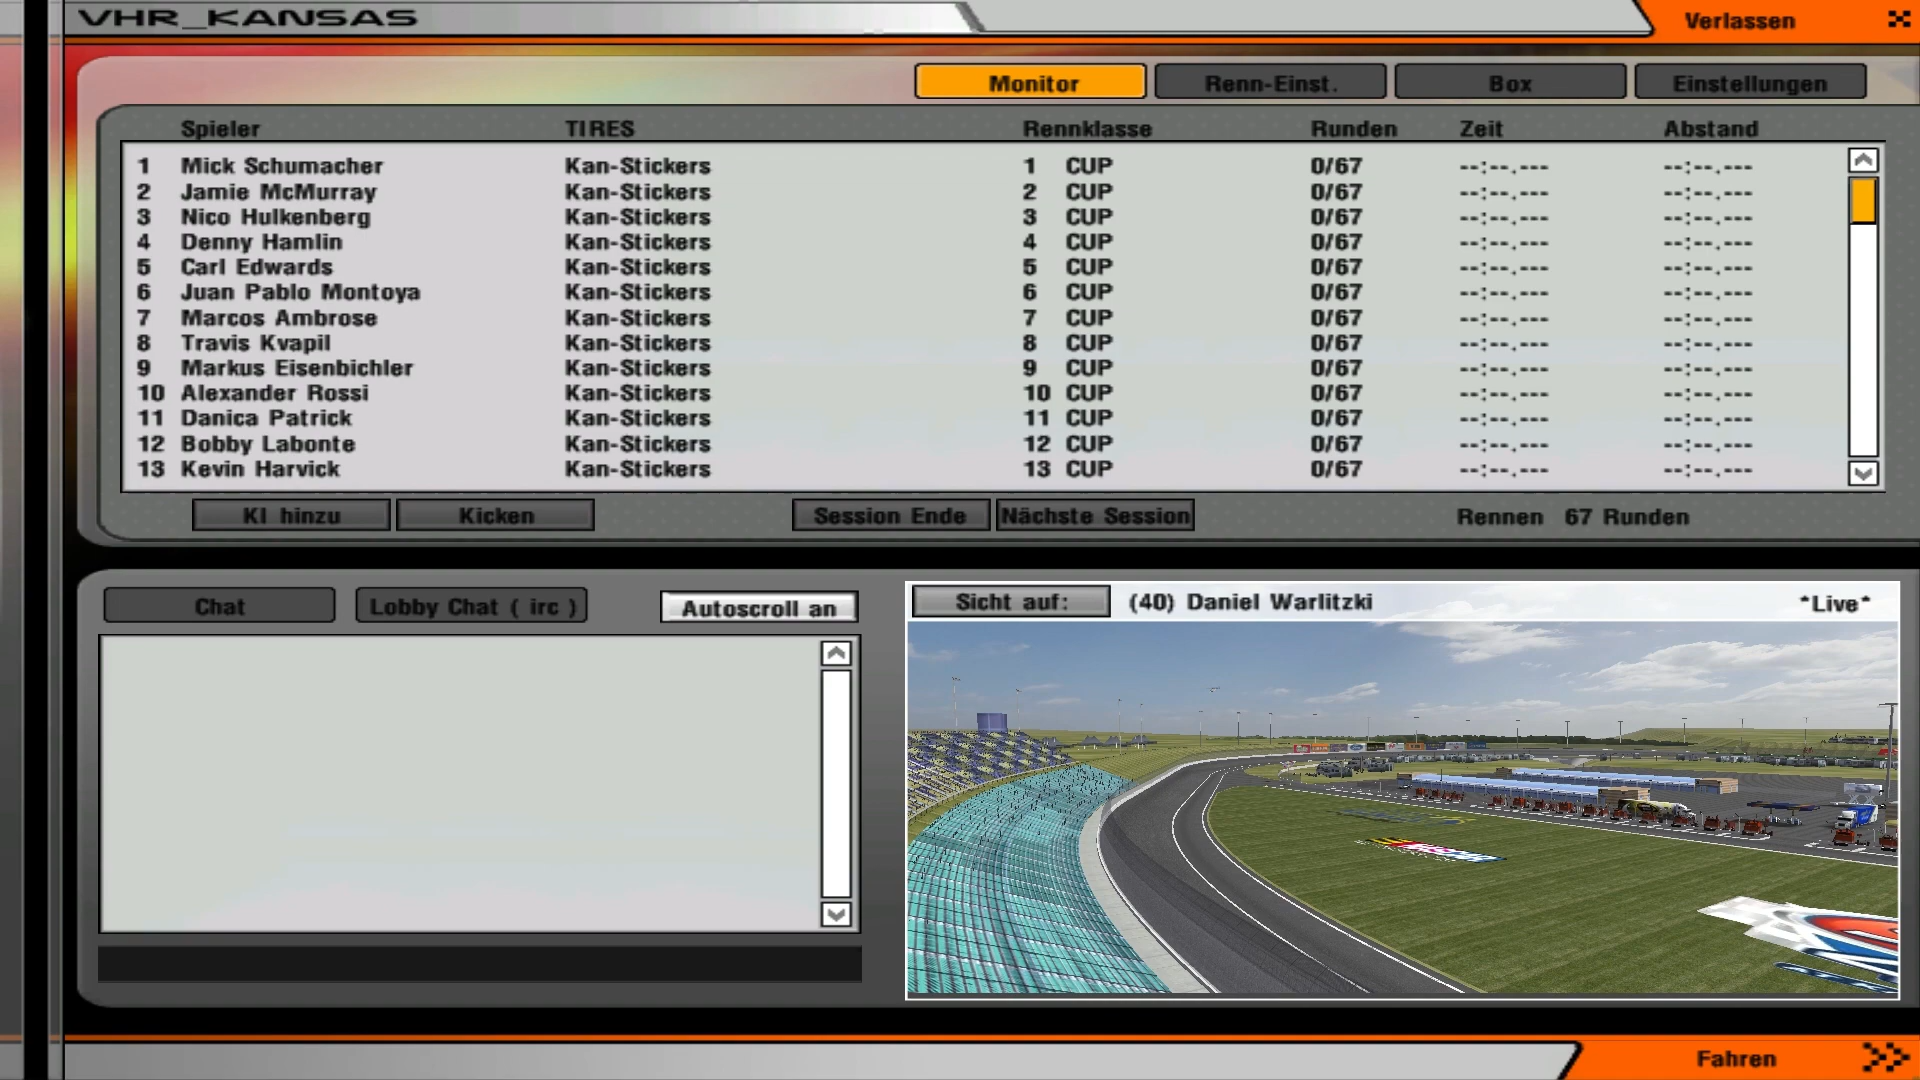 VHR_KANSAS Verlassen
Monitor Renn-Einst. Box Einstellungen
Spieler TIRES Rennklasse Runden Zeit Abstand
1 Mick Schumacher Kan-Stickers 1 CUP 0/67 --:--.--- --:--.---
2 Jamie McMurray Kan-Stickers 2 CUP 0/67 --:--.--- --:--.---
3 Nico Hulkenberg Kan-Stickers 3 CUP 0/67 --:--.--- --:--.---
4 Denny Hamlin Kan-Stickers 4 CUP 0/67 --:--.--- --:--.---
5 Carl Edwards Kan-Stickers 5 CUP 0/67 --:--.--- --:--.---
6 Juan Pablo Montoya Kan-Stickers 6 CUP 0/67 --:--.--- --:--.---
7 Marcos Ambrose Kan-Stickers 7 CUP 0/67 --:--.--- --:--.---
8 Travis Kvapil Kan-Stickers 8 CUP 0/67 --:--.--- --:--.---
9 Markus Eisenbichler Kan-Stickers 9 CUP 0/67 --:--.--- --:--.---
10 Alexander Rossi Kan-Stickers 10 CUP 0/67 --:--.--- --:--.---
11 Danica Patrick Kan-Stickers 11 CUP 0/67 --:--.--- --:--.---
12 Bobby Labonte Kan-Stickers 12 CUP 0/67 --:--.--- --:--.---
13 Kevin Harvick Kan-Stickers 13 CUP 0/67 --:--.--- --:--.---
KI hinzu Kicken Session Ende Nächste Session Rennen 67 Runden
Chat Lobby Chat ( irc ) Autoscroll an
Sicht auf: (40) Daniel Warlitzki *Live*
Fahren